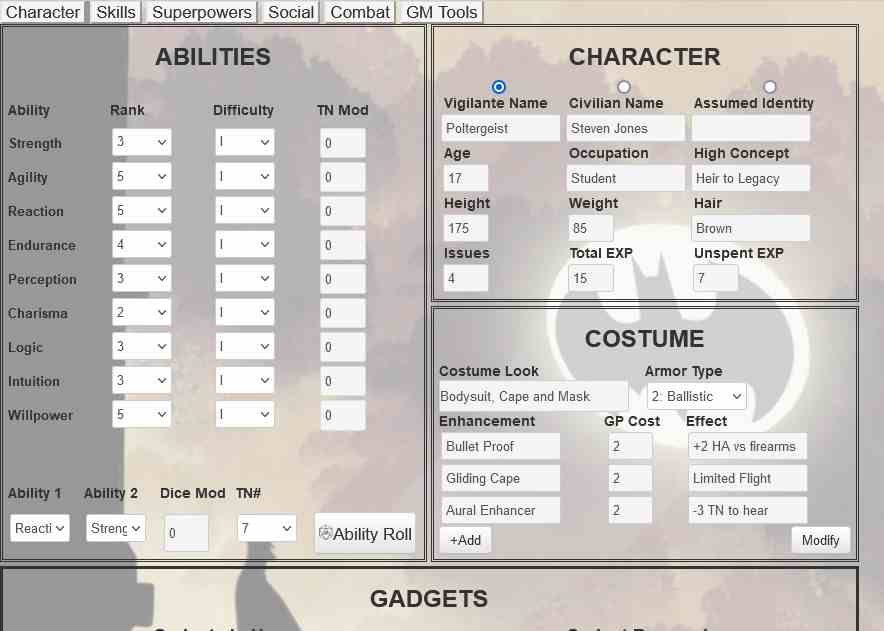 Character Skills Superpowers Social Combat GM Tools
ABILITIES
Ability Rank Difficulty TN Mod
Strength 3 I 0
Agility 5 I 0
Reaction 5 I 0
Endurance 4 I 0
Perception 3 I 0
Charisma 2 I 0
Logic 3 I 0
Intuition 3 I 0
Willpower 5 I 0
Ability 1 Ability 2 Dice Mod TN#
Reacti Streng 0 7 Ability Roll
CHARACTER
Vigilante Name Civilian Name Assumed Identity
Poltergeist Steven Jones
Age Occupation High Concept
17 Student Heir to Legacy
Height Weight Hair
175 85 Brown
Issues Total EXP Unspent EXP
4 15 7
COSTUME
Costume Look Armor Type
Bodysuit, Cape and Mask 2: Ballistic
Enhancement GP Cost Effect
Bullet Proof 2 +2 HA vs firearms
Gliding Cape 2 Limited Flight
Aural Enhancer 2 -3 TN to hear
+Add Modify
GADGETS